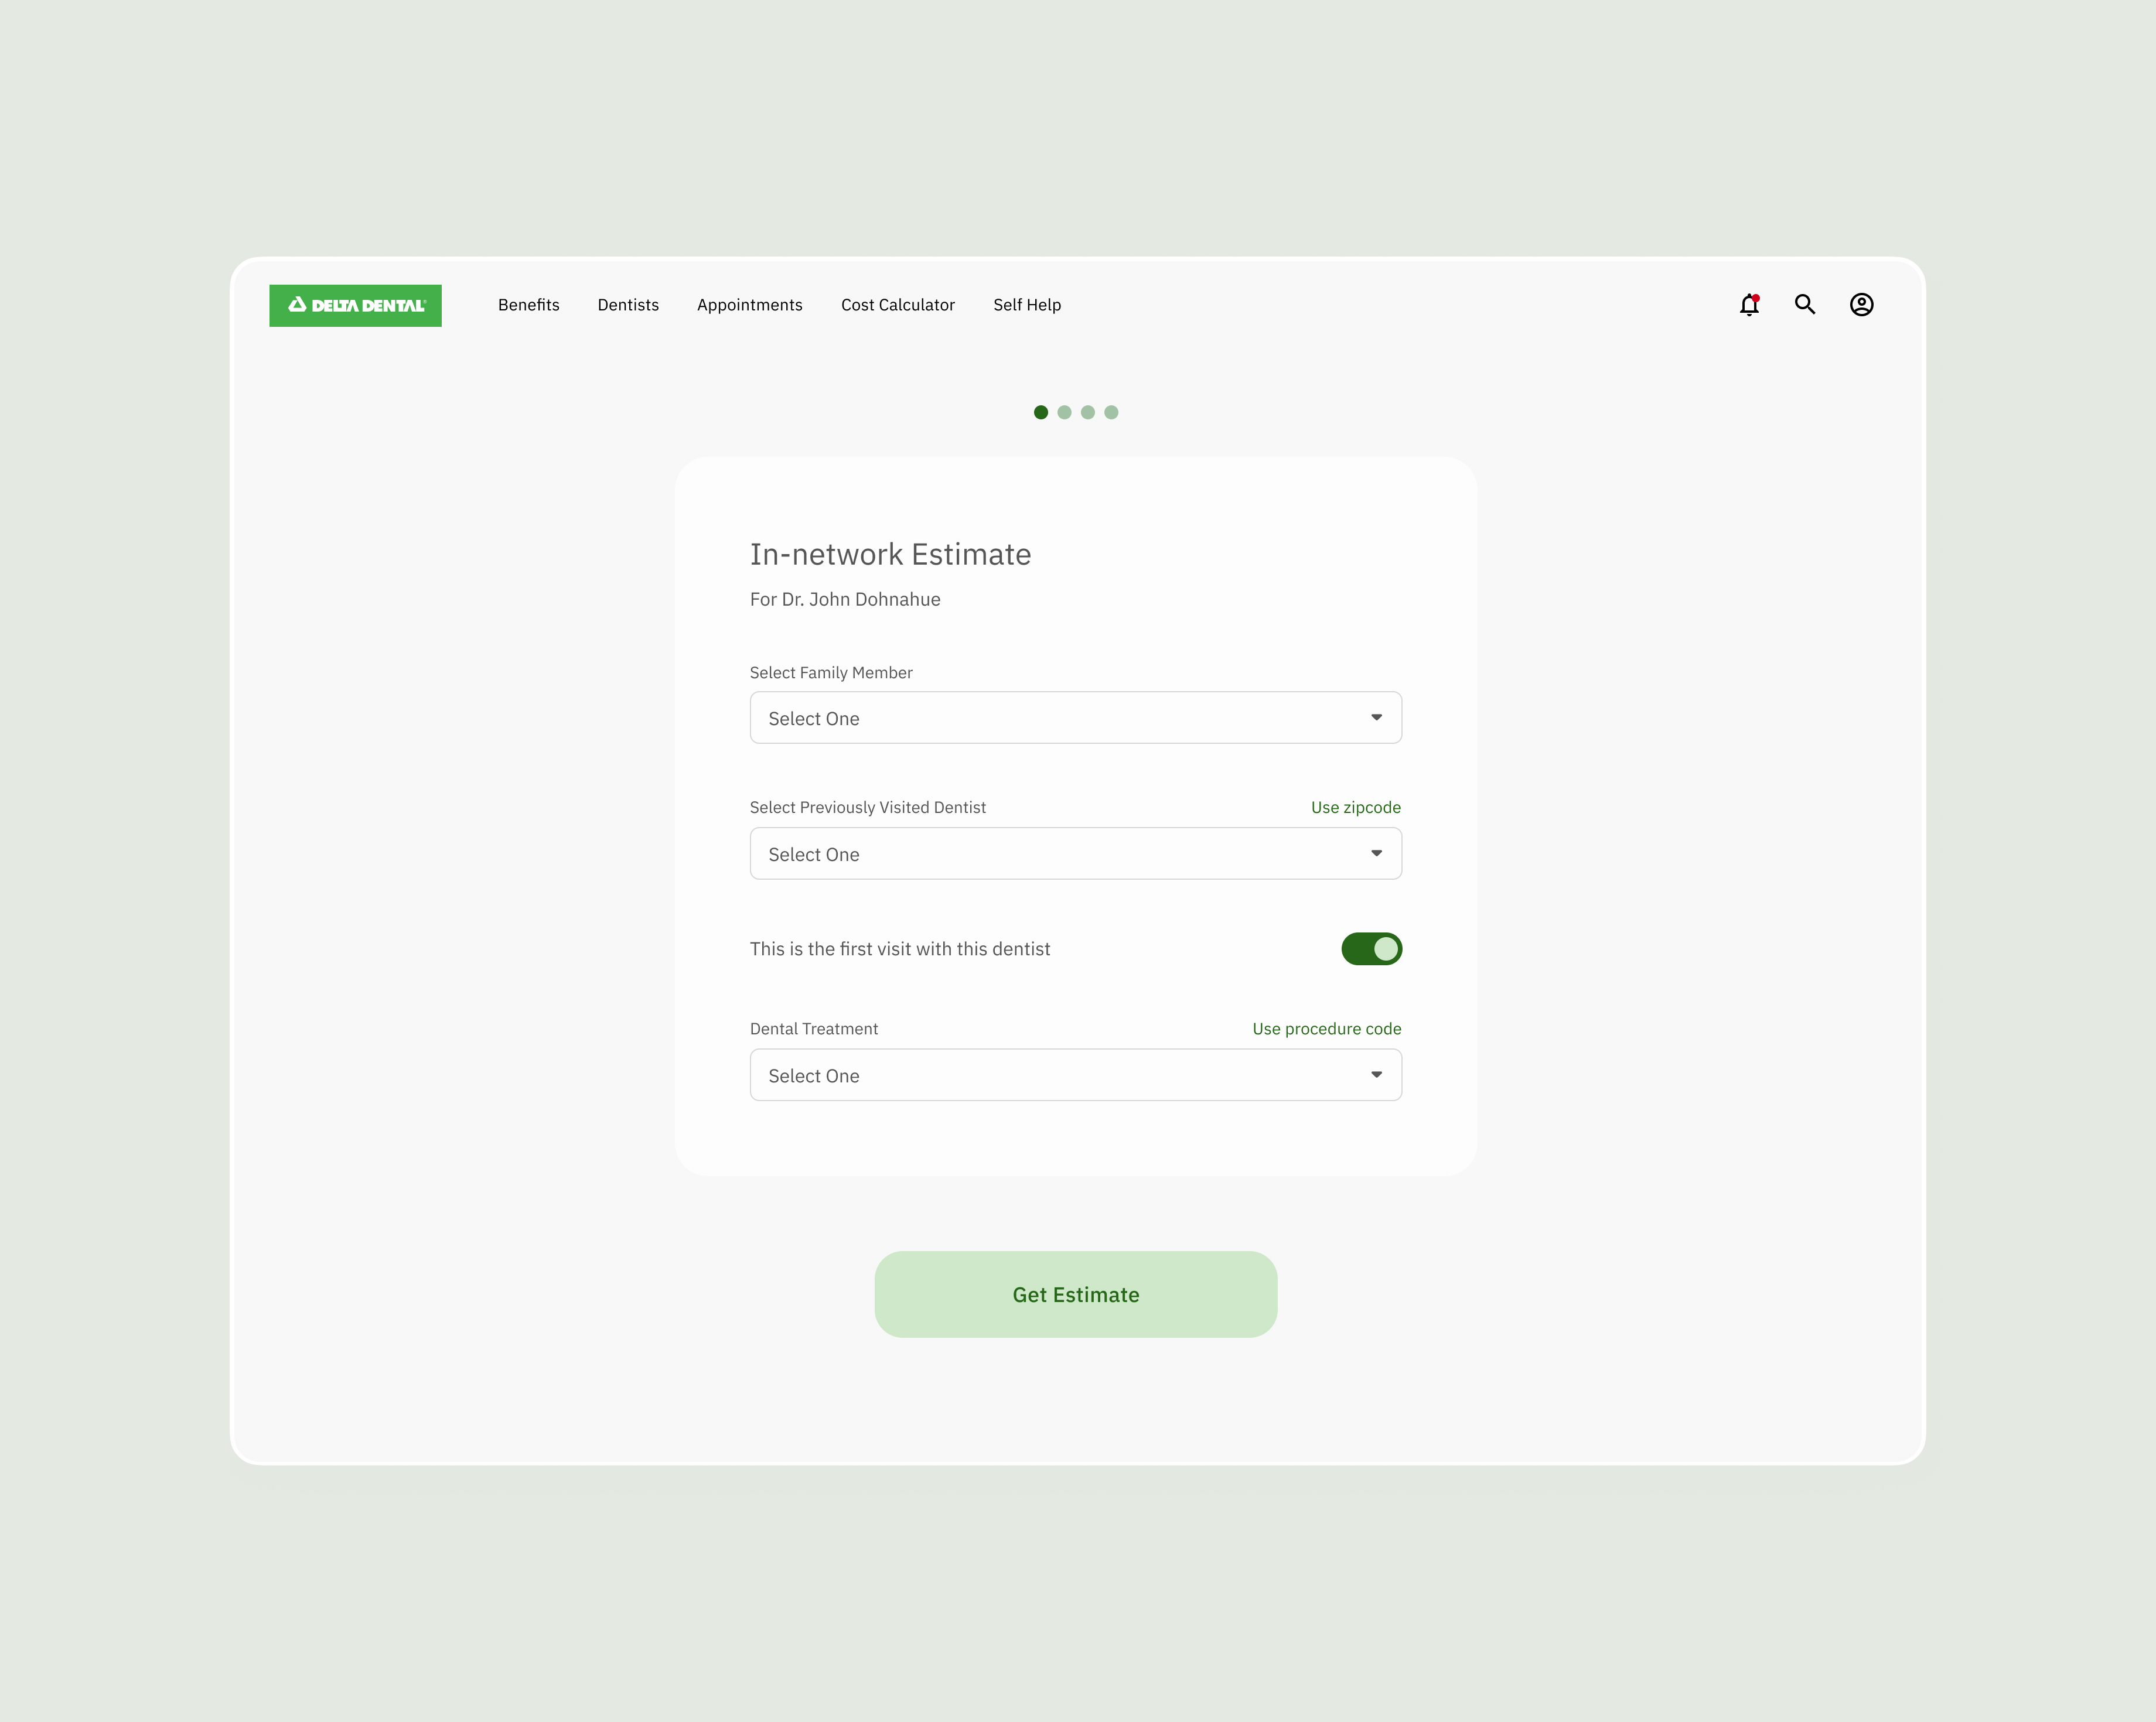 DELTA DENTAL
Benefits
Dentists
Appointments
Cost Calculator
Self Help
In-network Estimate
For Dr. John Dohnahue
Select Family Member
Select One
Select Previously Visited Dentist
Use zipcode
Select One
This is the first visit with this dentist
Dental Treatment
Use procedure code
Select One
Get Estimate